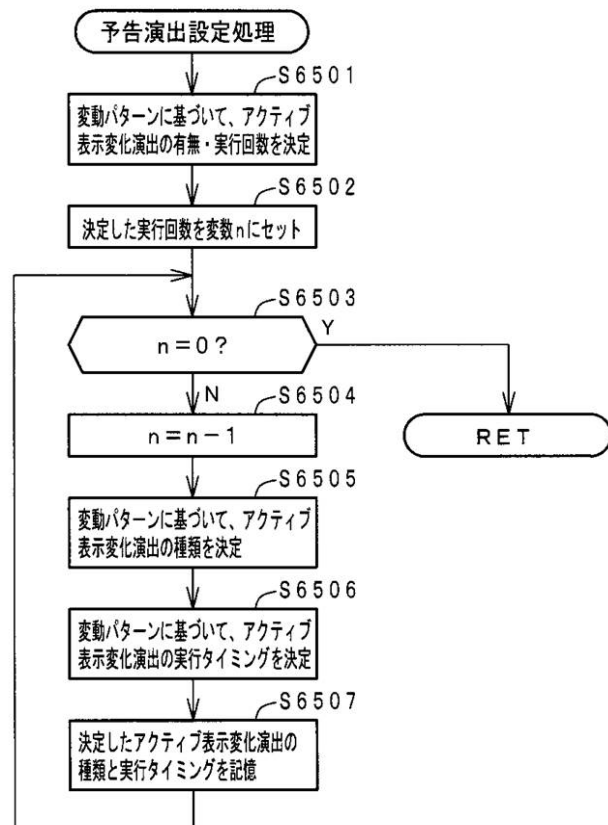 予告演出設定処理
S6501
変動パターンに基づいて、アクティブ
表示変化演出の有無・実行回数を決定
S6502
決定した実行回数を変数nにセット
S6503
n=0?
Y
N
S6504
n=n-1
RET
S6505
変動パターンに基づいて、アクティブ
表示変化演出の種類を決定
S6506
変動パターンに基づいて、アクティブ
表示変化演出の実行タイミングを決定
S6507
決定したアクティブ表示変化演出の
種類と実行タイミングを記憶